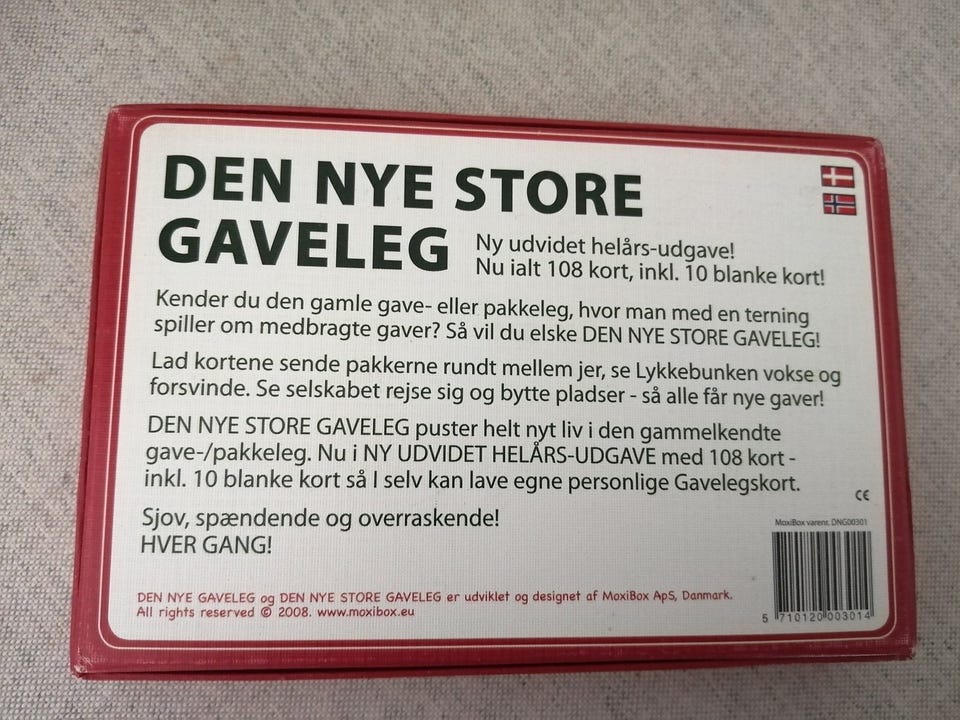 DEN NYE STORE
GAVELEG
Ny udvidet helårs-udgave!
Nu ialt 108 kort, inkl. 10 blanke kort!
Kender du den gamle gave- eller pakkeleg, hvor man med en terning
spiller om medbragte gaver? Så vil du elske DEN NYE STORE GAVELEG!
Lad kortene sende pakkerne rundt mellem jer, se Lykkebunken vokse og
forsvinde. Se selskabet rejse sig og bytte pladser - så alle får nye gaver!
DEN NYE STORE GAVELEG puster helt nyt liv i den gammelkendte
gave-/pakkeleg. Nu i NY UDVIDET HELÅRS-UDGAVE med 108 kort -
inkl. 10 blanke kort så I selv kan lave egne personlige Gavelegskort.
Sjov, spændende og overraskende!
HVER GANG!
CE
MoxiBox varenr. DNG00301
5 710120 003014
DEN NYE GAVELEG og DEN NYE STORE GAVELEG er udviklet og designet af MoxiBox ApS, Danmark.
All rights reserved © 2008. www.moxibox.eu